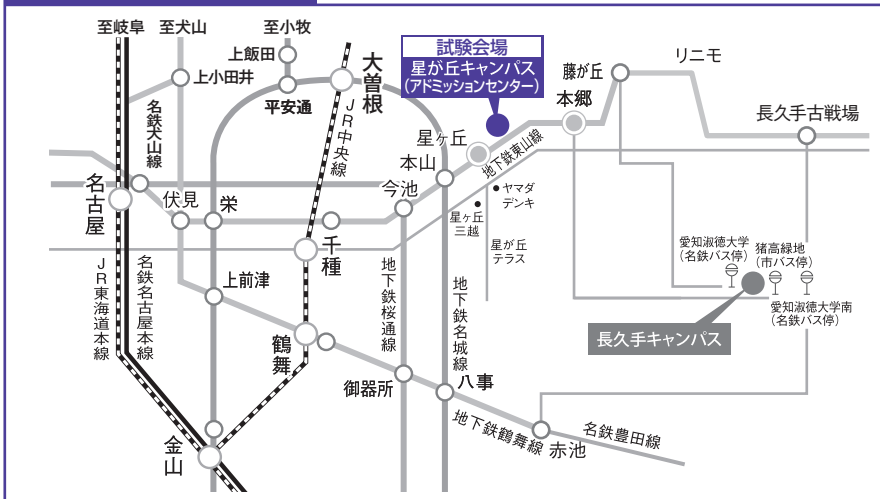 至岐阜
至犬山
至小牧
上飯田
上小田井
平安通
大曽根
名鉄犬山線
JR中央線
試験会場
星が丘キャンパス
(アドミッションセンター)
藤が丘
リニモ
本郷
長久手古戦場
星ヶ丘
地下鉄東山線
本山
名古屋
伏見
栄
今池
ヤマダ
デンキ
星ヶ丘
三越
星が丘
テラス
千種
愛知淑徳大学
(名鉄バス停)
猪高緑地
(市バス停)
JR東海道本線
名鉄名古屋本線
上前津
地下鉄桜通線
地下鉄名城線
愛知淑徳大学南
(名鉄バス停)
長久手キャンパス
鶴舞
御器所
八事
地下鉄鶴舞線
赤池
名鉄豊田線
金山